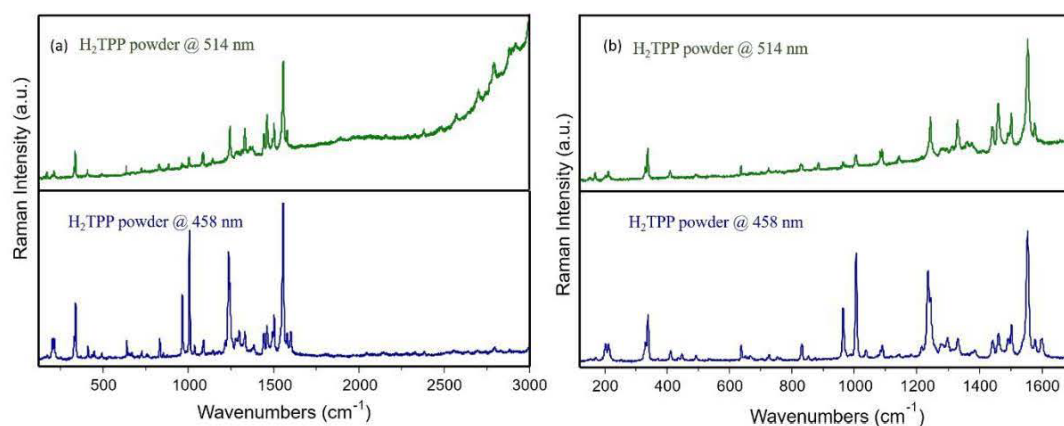 (a) H₂TPP powder @ 514 nm
H₂TPP powder @ 458 nm
Raman Intensity (a.u.)
500 1000 1500 2000 2500 3000
Wavenumbers (cm⁻¹)
(b)
H₂TPP powder @ 514 nm
H₂TPP powder @ 458 nm
Raman Intensity (a.u.)
200 400 600 800 1000 1200 1400 1600
Wavenumbers (cm⁻¹)